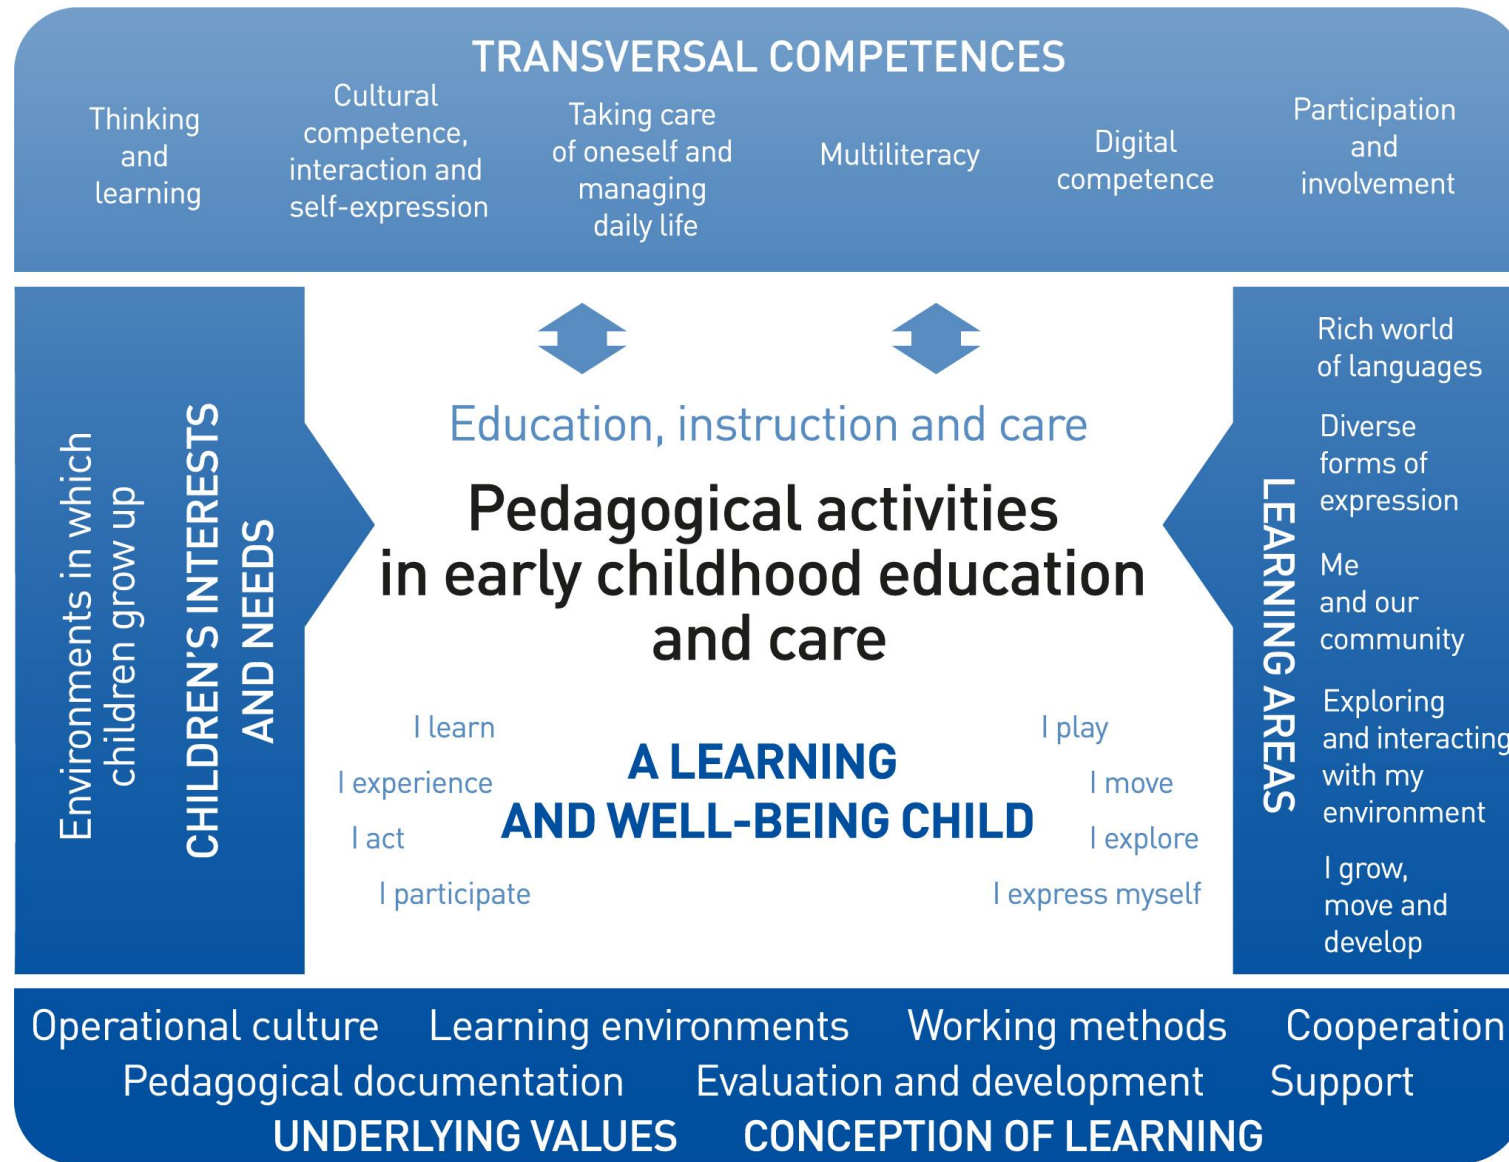 TRANSVERSAL COMPETENCES
Thinking
and
learning
Cultural
competence,
interaction and
self-expression
Taking care
of oneself and
managing
daily life
Multiliteracy
Digital
competence
Participation
and
involvement
Environments in which
children grow up
CHILDREN'S INTERESTS
AND NEEDS
Education, instruction and care
Pedagogical activities
in early childhood education
and care
I learn
I experience
I act
I participate
A LEARNING
AND WELL-BEING CHILD
I play
I move
I explore
I express myself
LEARNING AREAS
Rich world
of languages
Diverse
forms of
expression
Me
and our
community
Exploring
and interacting
with my
environment
I grow,
move and
develop
Operational culture Learning environments Working methods Cooperation
Pedagogical documentation Evaluation and development Support
UNDERLYING VALUES CONCEPTION OF LEARNING